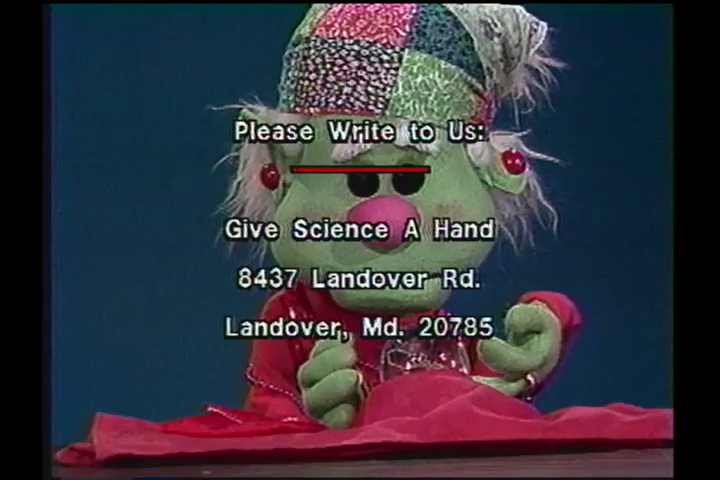 Please Write to Us:
Give Science A Hand
8437 Landover Rd.
Landover, Md. 20785